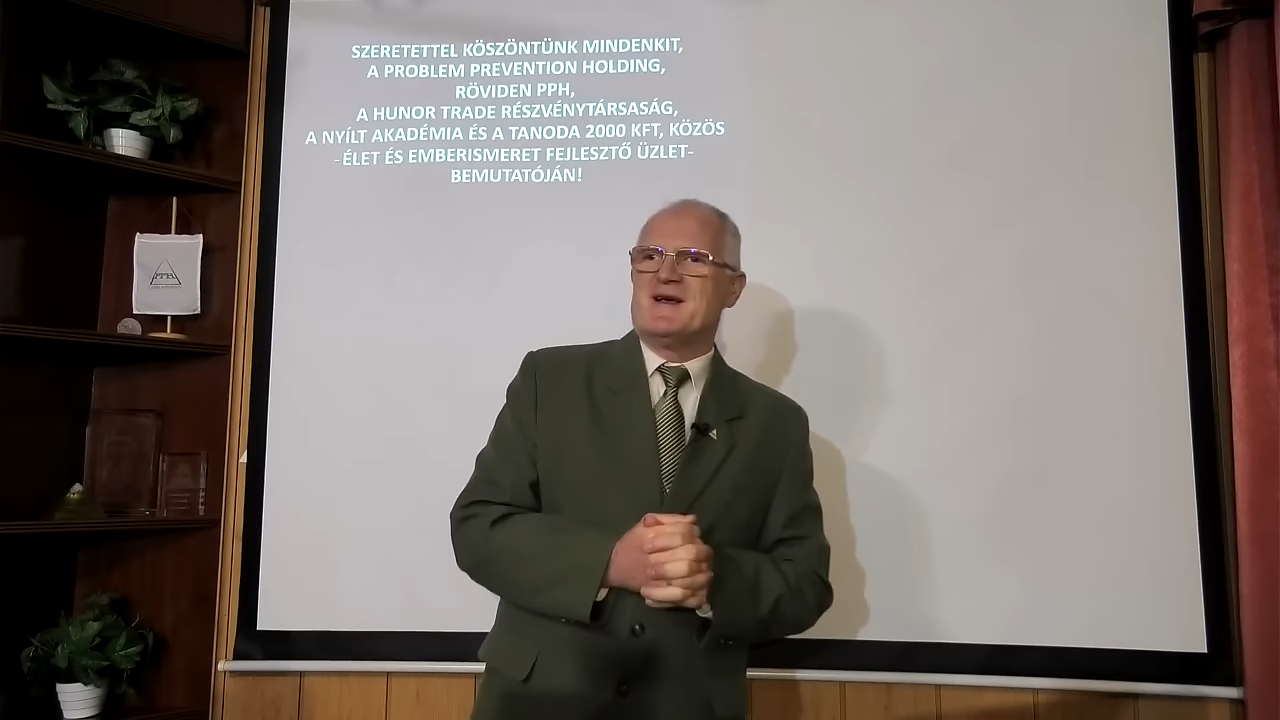 SZERETETTEL KÖSZÖNTÜNK MINDENKIT,
A PROBLEM PREVENTION HOLDING,
RÖVIDEN PPH,
A HUNOR TRADE RÉSZVÉNYTÁRSASÁG,
A NYÍLT AKADÉMIA ÉS A TANODA 2000 KFT, KÖZÖS
-ÉLET ÉS EMBERISMERET FEJLESZTŐ ÜZLET-
BEMUTATÓJÁN!
PPH